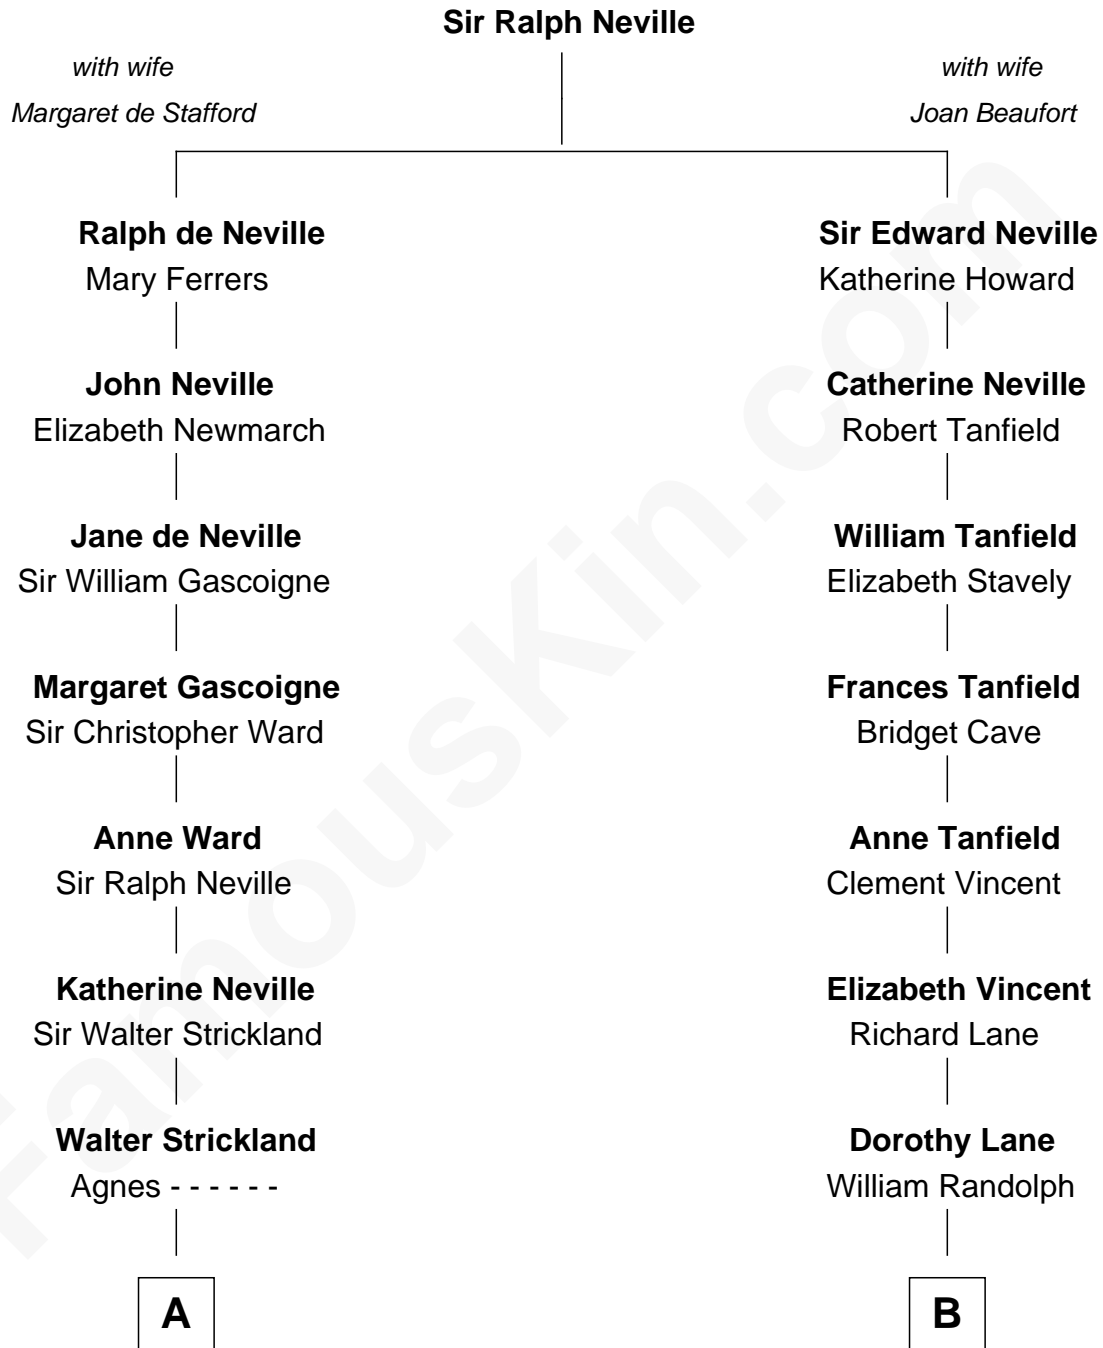 Sir Ralph Neville
with wife
Margaret de Stafford
with wife
Joan Beaufort
Ralph de Neville
Mary Ferrers
Sir Edward Neville
Katherine Howard
John Neville
Elizabeth Newmarch
Catherine Neville
Robert Tanfield
Jane de Neville
Sir William Gascoigne
William Tanfield
Elizabeth Stavely
Margaret Gascoigne
Sir Christopher Ward
Frances Tanfield
Bridget Cave
Anne Ward
Sir Ralph Neville
Anne Tanfield
Clement Vincent
Katherine Neville
Sir Walter Strickland
Elizabeth Vincent
Richard Lane
Walter Strickland
Agnes - - - - - -
Dorothy Lane
William Randolph
A
B
FamousKin.com